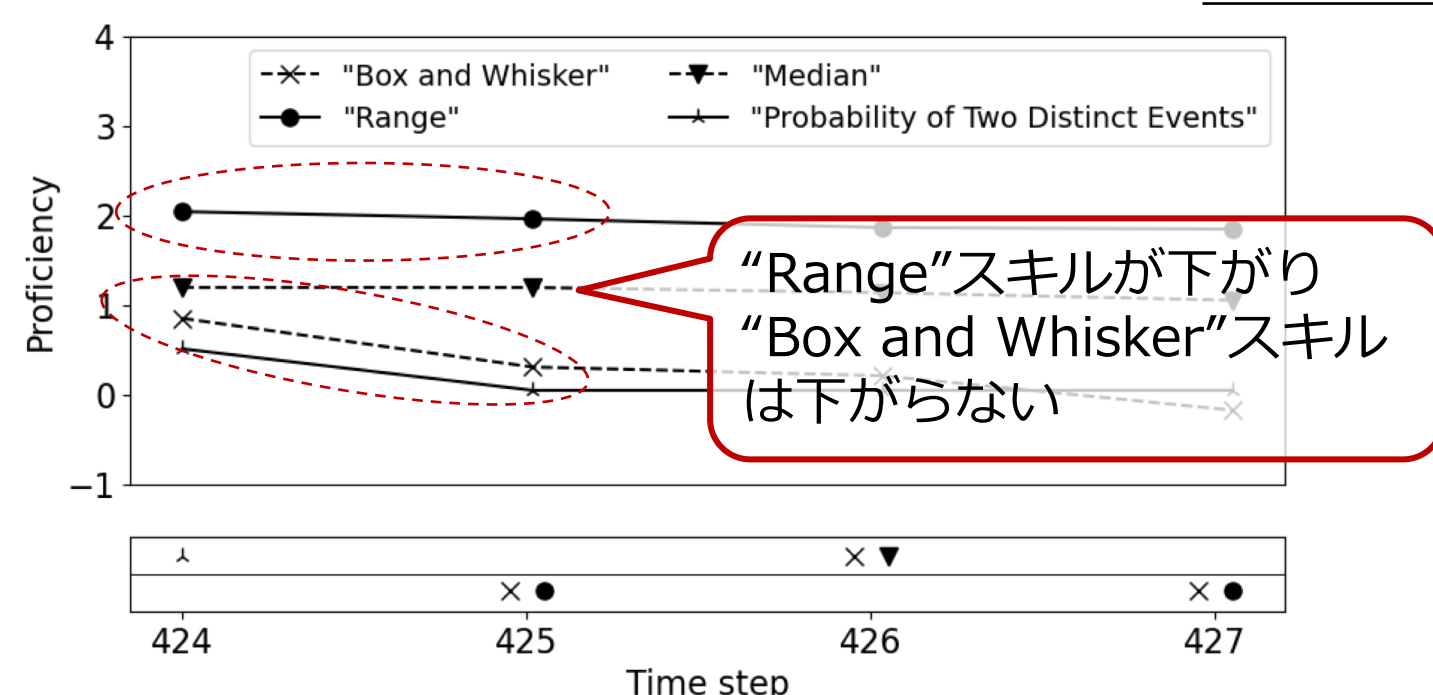 4
"Box and Whisker"
"Median"
"Range"
"Probability of Two Distinct Events"
3
2
1
0
−1
Proficiency
“Range”スキルが下がり
“Box and Whisker”スキル
は下がらない
424
425
426
427
Time step